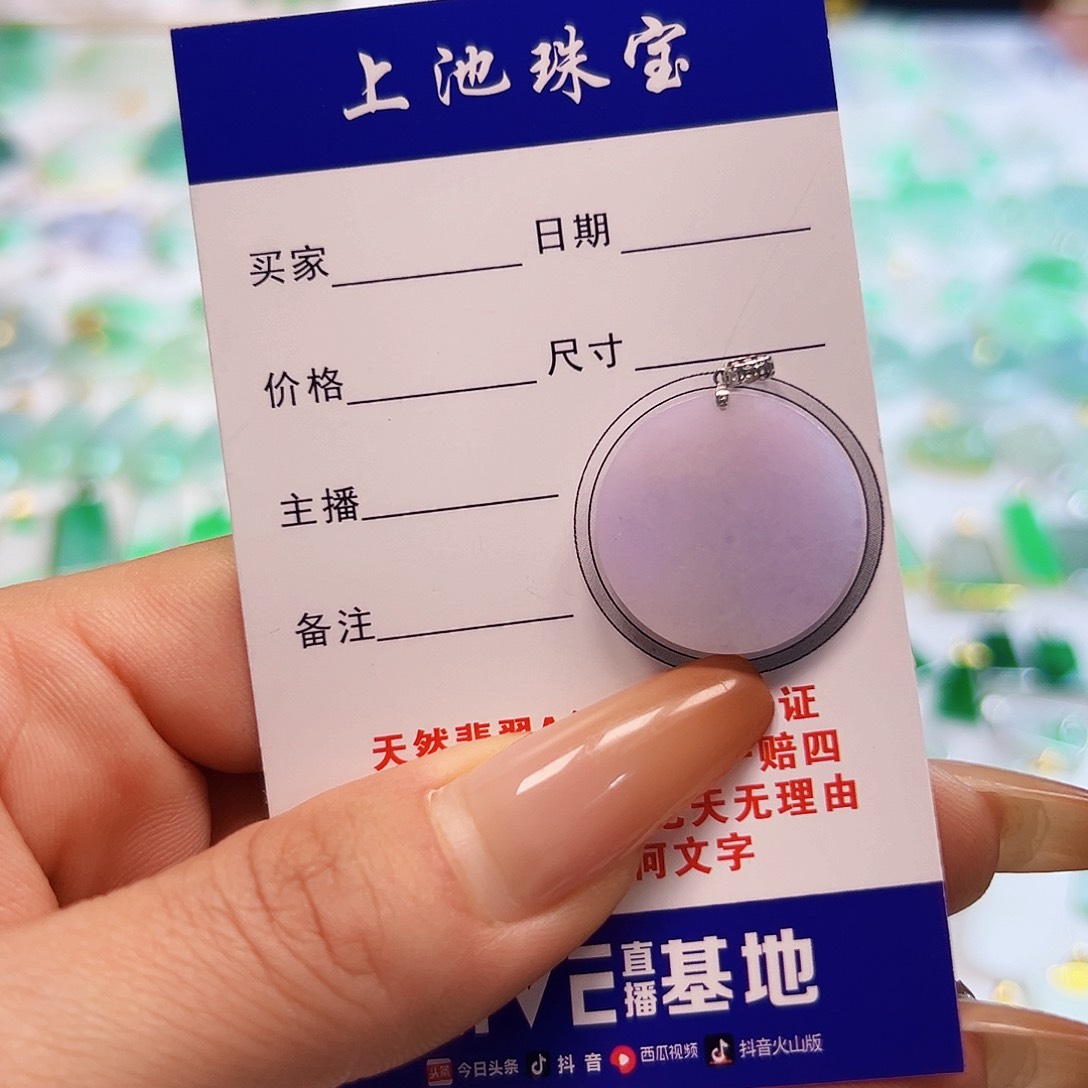 上池珠宝
买家 日期
价格 尺寸
主播
备注
天然翡翠 证
赔四
天无理由
文字
直播基地
今日头条 抖音 西瓜视频 抖音火山版